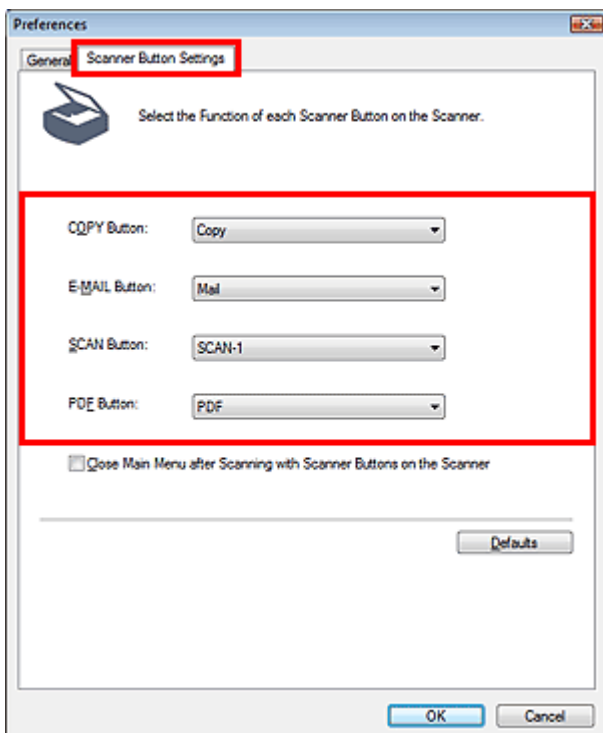 Preferences
General
Scanner Button Settings
Select the Function of each Scanner Button on the Scanner.
COPY Button: Copy
E-MAIL Button: Mail
SCAN Button: SCAN-1
PDF Button: PDF
Close Main Menu after Scanning with Scanner Buttons on the Scanner
Defaults
OK Cancel